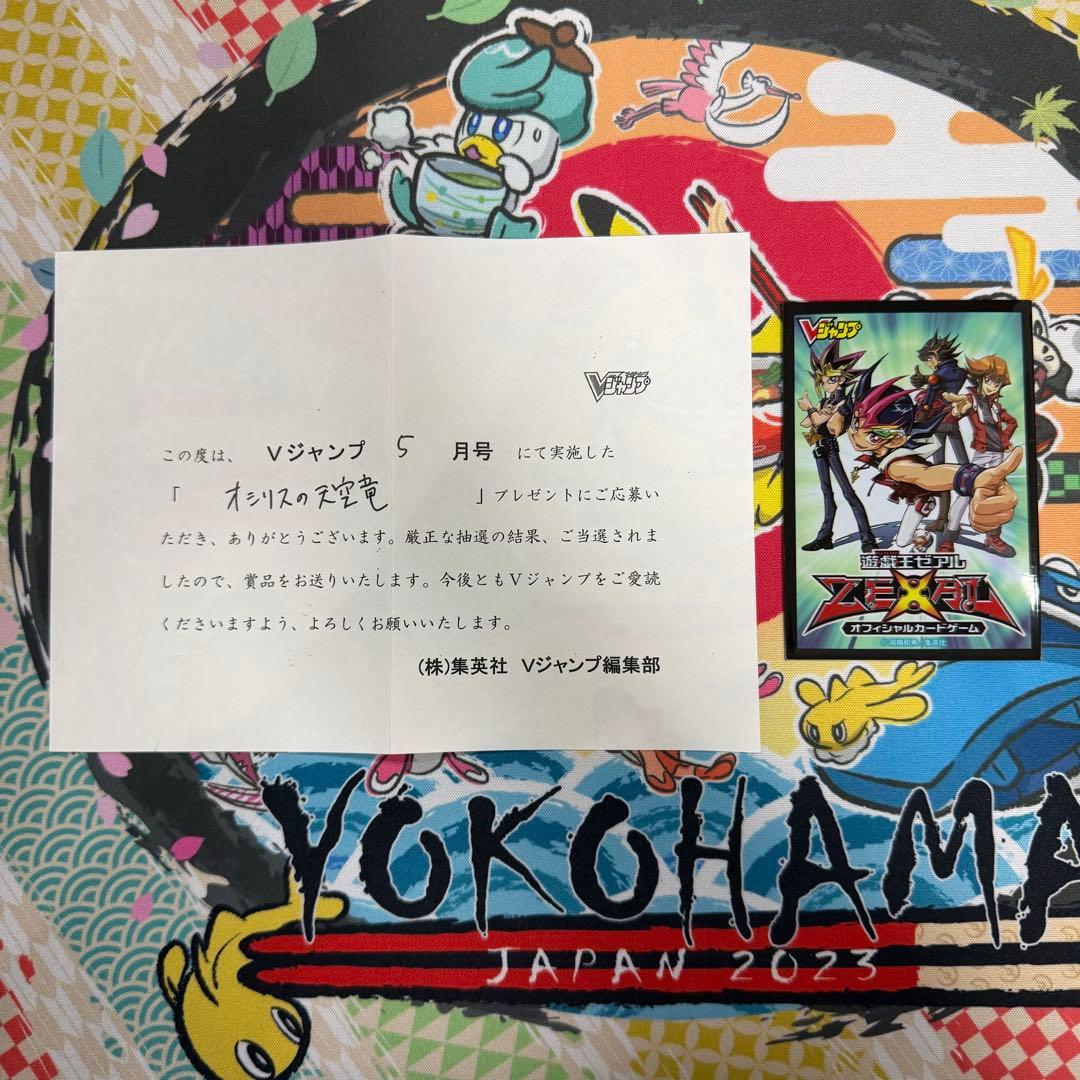 Vジャンプ
この度は、 Vジャンプ 5 月号 にて実施した
「 オシリスの天空竜 」プレゼントにご応募い
ただき、ありがとうございます。厳正な抽選の結果、ご当選されま
したので、賞品をお送りいたします。今後ともVジャンプをご愛読
くださいますよう、よろしくお願いいたします。
(株)集英社 Vジャンプ編集部
Vジャンプ
遊戯王ゼアル
ZEXAL
オフィシャルカードゲーム
©高橋和希/集英社
YOKOHAMA
JAPAN 2023